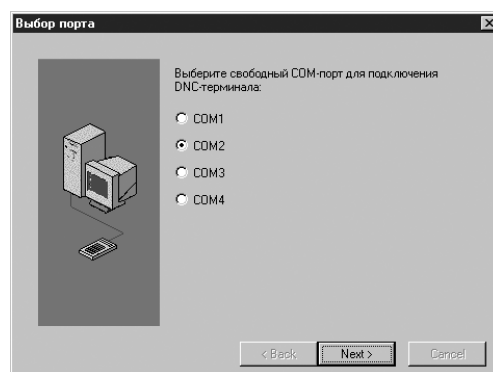 Выбор порта
Выберите свободный COM-порт для подключения
DNC-терминала:
COM1
COM2
COM3
COM4
< Back
Next >
Cancel